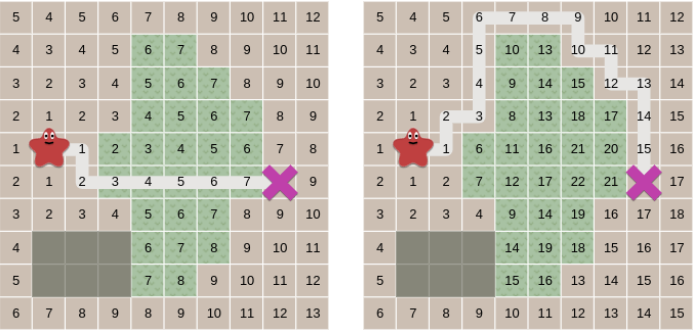 5 4 5 6 7 8 9 10 11 12
4 3 4 5 6 7 8 9 10 11
3 2 3 4 5 6 7 8 9 10
2 1 2 3 4 5 6 7 8 9
1 1 2 3 4 5 6 7 8
2 1 2 3 4 5 6 7 9
3 2 3 4 5 6 7 8 9 10
4 6 7 8 9 10 11
5 7 8 9 10 11 12
6 7 8 9 8 9 10 11 12 13
5 4 5 6 7 8 9 10 11 12
4 3 4 5 10 13 10 11 12 13
3 2 3 4 9 14 15 12 13 14
2 1 2 3 8 13 18 17 14 15
1 1 6 11 16 21 20 15 16
2 1 2 7 12 17 22 21 17
3 2 3 4 9 14 19 16 17 18
4 14 19 18 15 16 17
5 15 16 13 14 15 16
6 7 8 9 10 11 12 13 14 15